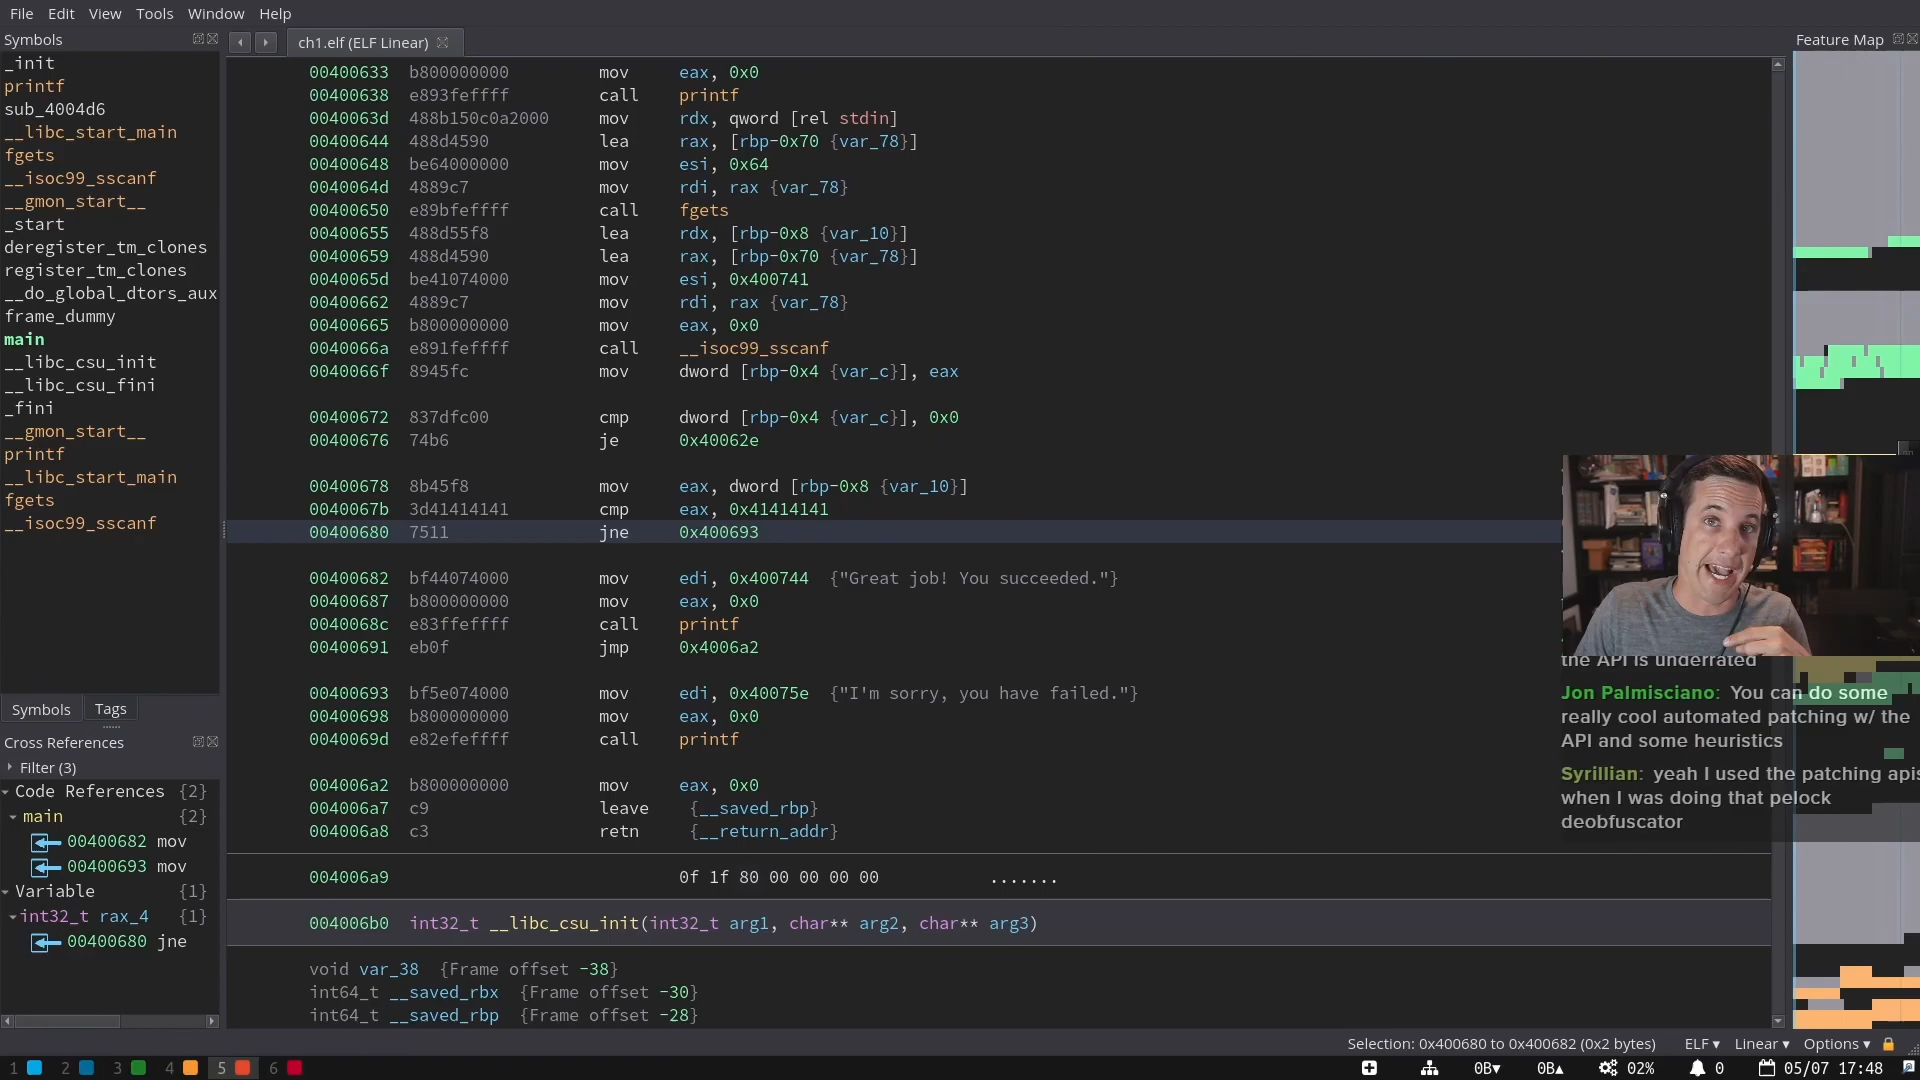 File Edit View Tools Window Help
Symbols
_init
printf
sub_4004d6
__libc_start_main
fgets
__isoc99_sscanf
__gmon_start__
_start
deregister_tm_clones
register_tm_clones
__do_global_dtors_aux
frame_dummy
main
__libc_csu_init
__libc_csu_fini
_fini
__gmon_start__
printf
__libc_start_main
fgets
__isoc99_sscanf
Symbols Tags
Cross References
Filter (3)
Code References {2}
main {2}
00400682 mov
00400693 mov
Variable {1}
int32_t rax_4 {1}
00400680 jne
ch1.elf (ELF Linear)
00400633 b800000000 mov eax, 0x0
00400638 e893feffff call printf
0040063d 488b150c0a2000 mov rdx, qword [rel stdin]
00400644 488d4590 lea rax, [rbp-0x70 {var_78}]
00400648 be64000000 mov esi, 0x64
0040064d 4889c7 mov rdi, rax {var_78}
00400650 e89bfeffff call fgets
00400655 488d55f8 lea rdx, [rbp-0x8 {var_10}]
00400659 488d4590 lea rax, [rbp-0x70 {var_78}]
0040065d be41074000 mov esi, 0x400741
00400662 4889c7 mov rdi, rax {var_78}
00400665 b800000000 mov eax, 0x0
0040066a e891feffff call __isoc99_sscanf
0040066f 8945fc mov dword [rbp-0x4 {var_c}], eax
00400672 837dfc00 cmp dword [rbp-0x4 {var_c}], 0x0
00400676 74b6 je 0x40062e
00400678 8b45f8 mov eax, dword [rbp-0x8 {var_10}]
0040067b 3d41414141 cmp eax, 0x41414141
00400680 7511 jne 0x400693
00400682 bf44074000 mov edi, 0x400744 {"Great job! You succeeded."}
00400687 b800000000 mov eax, 0x0
0040068c e83ffeffff call printf
00400691 eb0f jmp 0x4006a2
00400693 bf5e074000 mov edi, 0x40075e {"I'm sorry, you have failed."}
00400698 b800000000 mov eax, 0x0
0040069d e82efeffff call printf
004006a2 b800000000 mov eax, 0x0
004006a7 c9 leave {__saved_rbp}
004006a8 c3 retn {__return_addr}
004006a9 0f 1f 80 00 00 00 00 .......
004006b0 int32_t __libc_csu_init(int32_t arg1, char** arg2, char** arg3)
void var_38 {Frame offset -38}
int64_t __saved_rbx {Frame offset -30}
int64_t __saved_rbp {Frame offset -28}
Feature Map
the API is underrated
Jon Palmisciano: You can do some
really cool automated patching w/ the
API and some heuristics
Syrillian: yeah I used the patching apis
when I was doing that pelock
deobfuscator
Selection: 0x400680 to 0x400682 (0x2 bytes) ELF Linear Options
1 2 3 4 5 6 0B 0B 02% 0 05/07 17:48